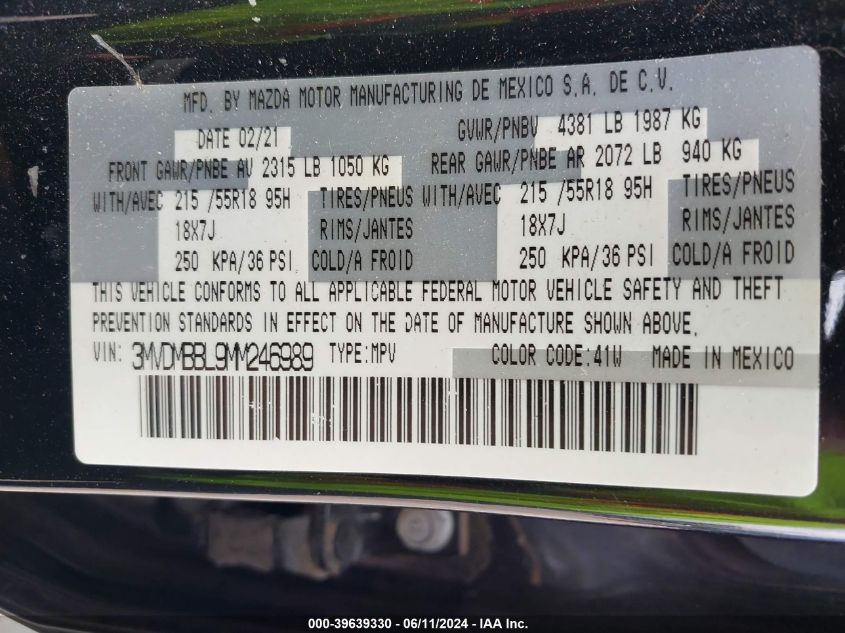 MFD. BY MAZDA MOTOR MANUFACTURING DE MEXICO S.A. DE C.V.
DATE 02/21 GVWR/PNBV 4381 LB 1987 KG
FRONT GAWR/PNBE AV 2315 LB 1050 KG REAR GAWR/PNBE AR 2072 LB 940 KG
WITH/AVEC 215 /55R18 95H TIRES/PNEUS WITH/AVEC 215 /55R18 95H TIRES/PNEUS
18X7J RIMS/JANTES 18X7J RIMS/JANTES
250 KPA/36 PSI COLD/A FROID 250 KPA/36 PSI COLD/A FROID
THIS VEHICLE CONFORMS TO ALL APPLICABLE FEDERAL MOTOR VEHICLE SAFETY AND THEFT
PREVENTION STANDARDS IN EFFECT ON THE DATE OF MANUFACTURE SHOWN ABOVE.
VIN: 3MVDMBBL9MM246989 TYPE:MPV COLOR CODE:41W MADE IN MEXICO
000-39639330 - 06/11/2024 - IAA Inc.